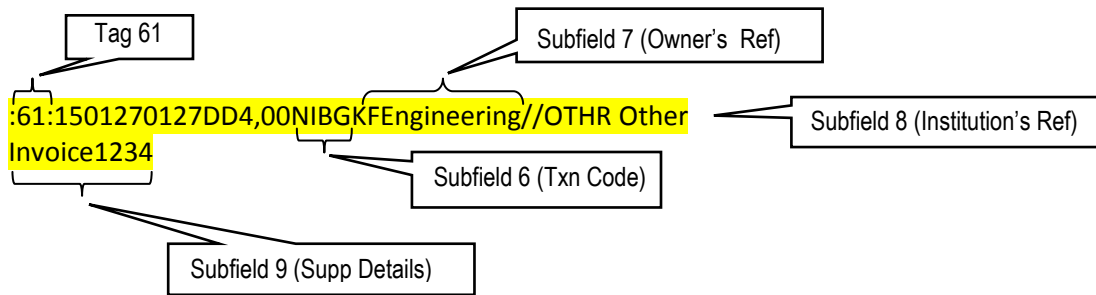 Tag 61
Subfield 7 (Owner's Ref)
:61:1501270127DD4,00NIBGKFEngineering//OTHR Other
Invoice1234
Subfield 8 (Institution's Ref)
Subfield 6 (Txn Code)
Subfield 9 (Supp Details)